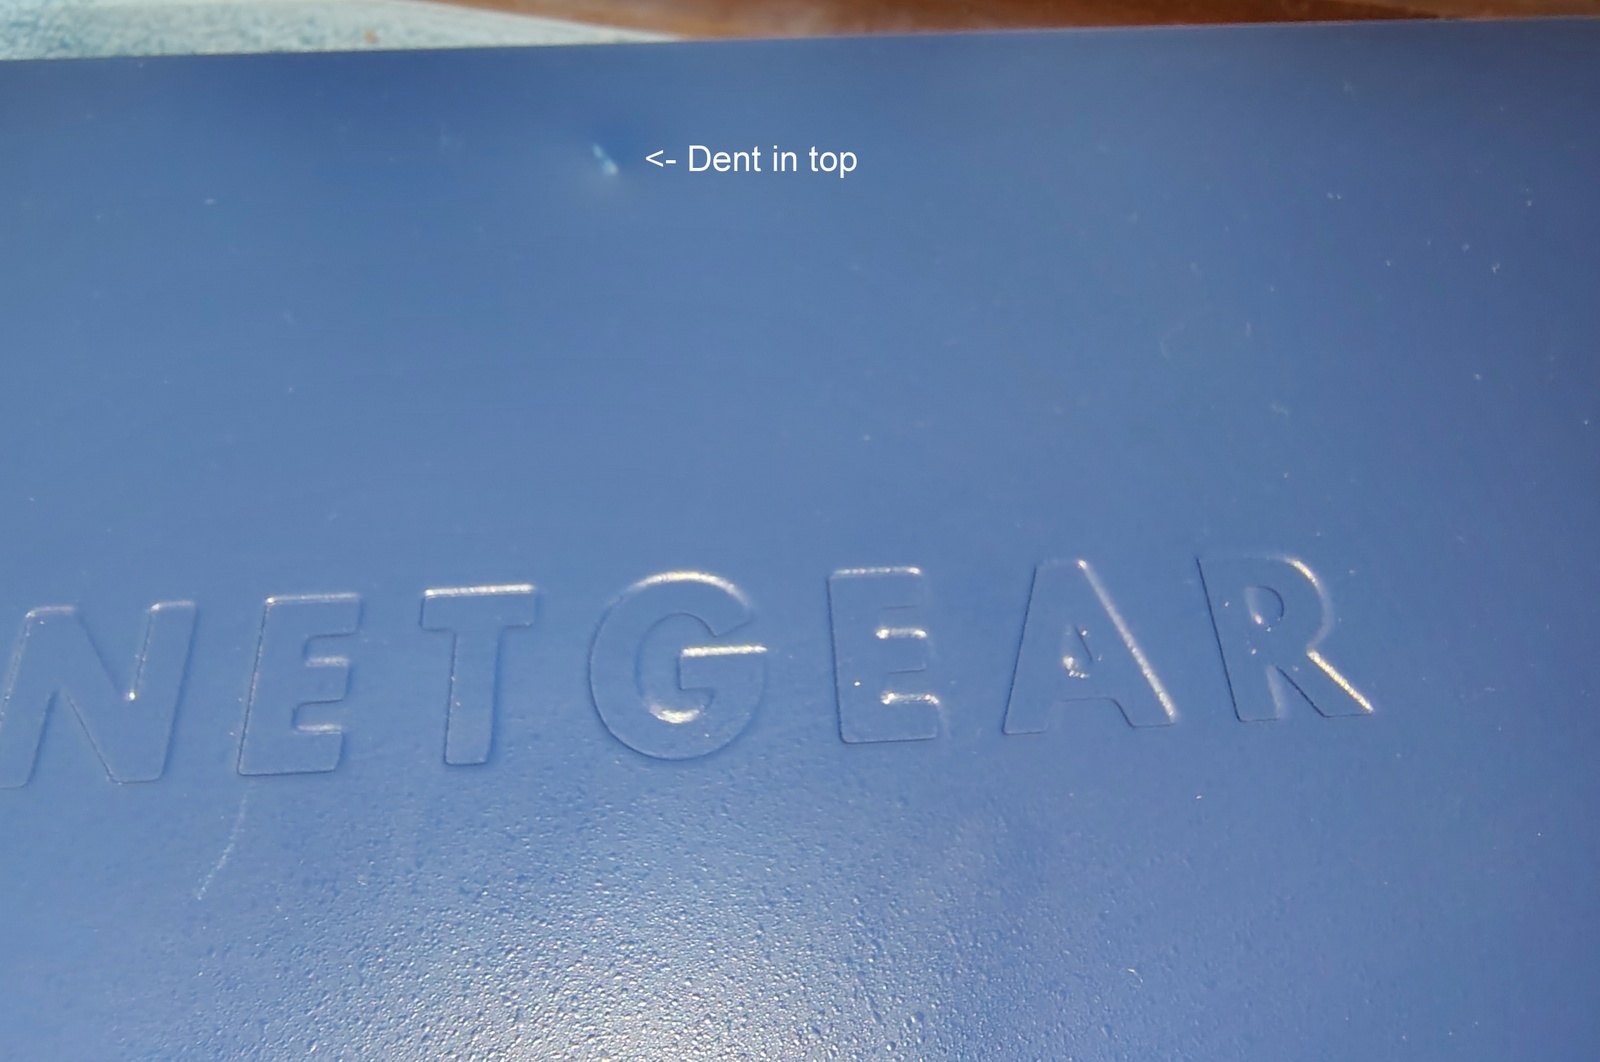 <- Dent in top
NETGEAR